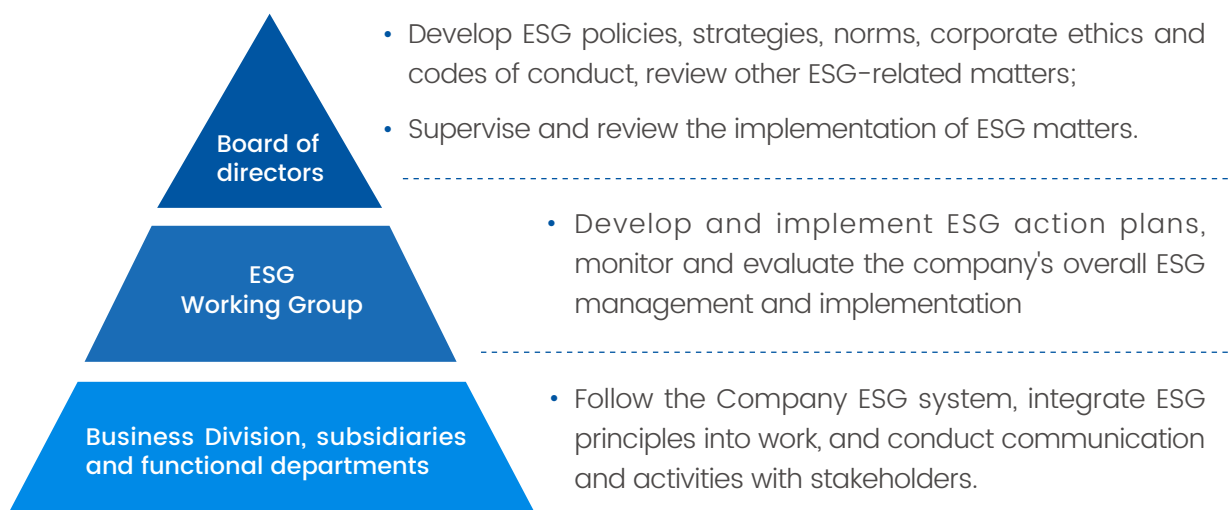 • Develop ESG policies, strategies, norms, corporate ethics and
codes of conduct, review other ESG-related matters;
• Supervise and review the implementation of ESG matters.
Board of
directors
• Develop and implement ESG action plans,
monitor and evaluate the company's overall ESG
management and implementation
ESG
Working Group
• Follow the Company ESG system, integrate ESG
principles into work, and conduct communication
and activities with stakeholders.
Business Division, subsidiaries
and functional departments